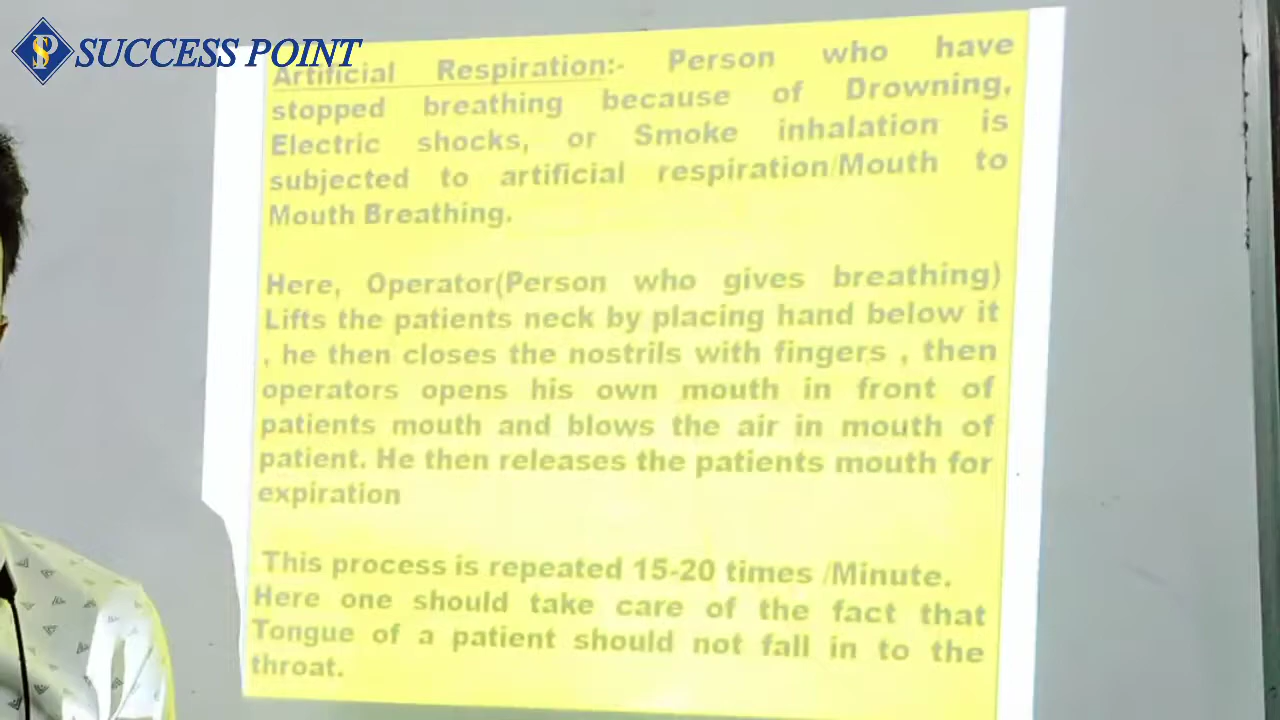 SUCCESS POINT
Artificial Respiration:- Person who have
stopped breathing because of Drowning,
Electric shocks, or Smoke inhalation is
subjected to artificial respiration/Mouth to
Mouth Breathing.
Here, Operator(Person who gives breathing)
Lifts the patients neck by placing hand below it
, he then closes the nostrils with fingers , then
operators opens his own mouth in front of
patients mouth and blows the air in mouth of
patient. He then releases the patients mouth for
expiration
This process is repeated 15-20 times /Minute.
Here one should take care of the fact that
Tongue of a patient should not fall in to the
throat.